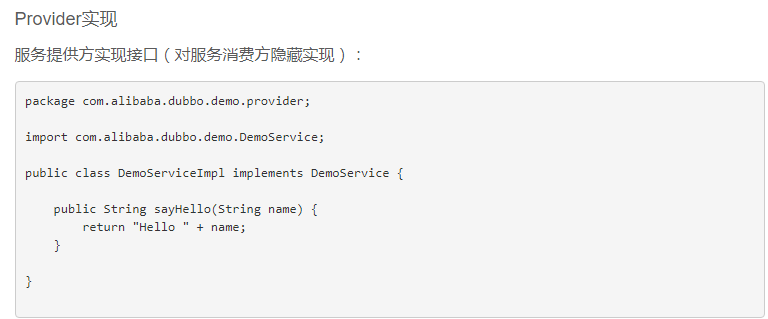 Provider实现
服务提供方实现接口（对服务消费方隐藏实现）：
package com.alibaba.dubbo.demo.provider;
import com.alibaba.dubbo.demo.DemoService;
public class DemoServiceImpl implements DemoService {
    public String sayHello(String name) {
        return "Hello " + name;
    }
}